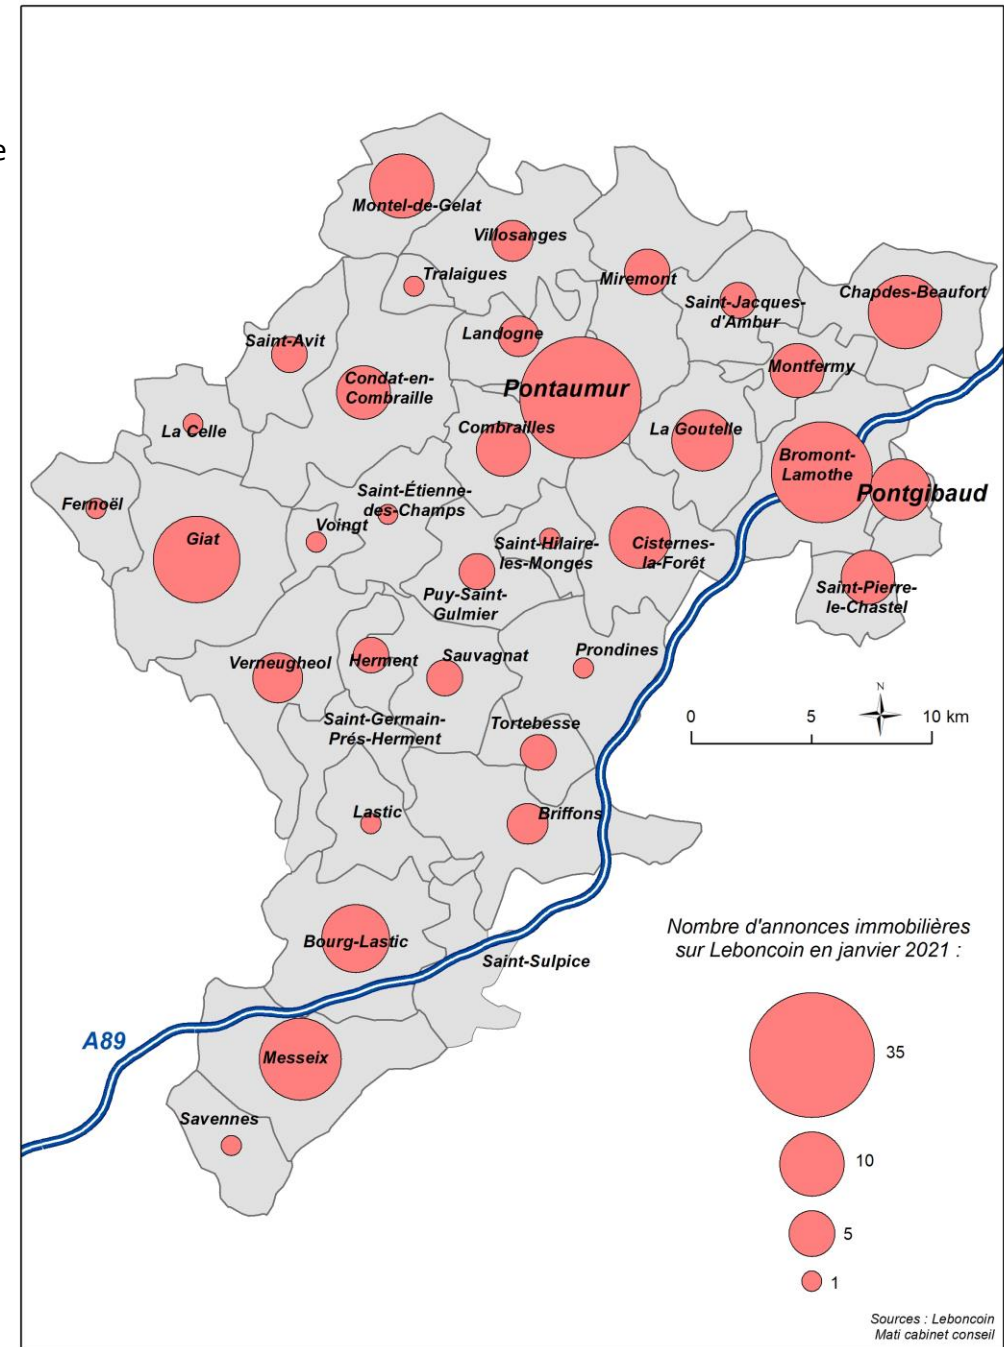 e
Montel-de-Gelat
Villosanges
Tralaigues
Miremont
Chapdes-Beaufort
Saint-Jacques-
d'Ambur
Saint-Avit
Landogne
Montfermy
Condat-en-
Combraille
Pontaumur
La Celle
Combrailles
La Goutelle
Bromont-
Lamothe
Pontgibaud
Fernoël
Saint-Étienne-
des-Champs
Voingt
Giat
Saint-Hilaire-
les-Monges
Cisternes-
la-Forêt
Puy-Saint-
Gulmier
Saint-Pierre-
le-Chastel
Verneugheol
Herment
Sauvagnat
Prondines
Saint-Germain-
Prés-Herment
Tortebesse
N
0 5 10 km
Lastic
Briffons
Bourg-Lastic
Saint-Sulpice
Nombre d'annonces immobilières
sur Leboncoin en janvier 2021 :
A89
Messeix
35
Savennes
10
5
1
Sources : Leboncoin
Mati cabinet conseil